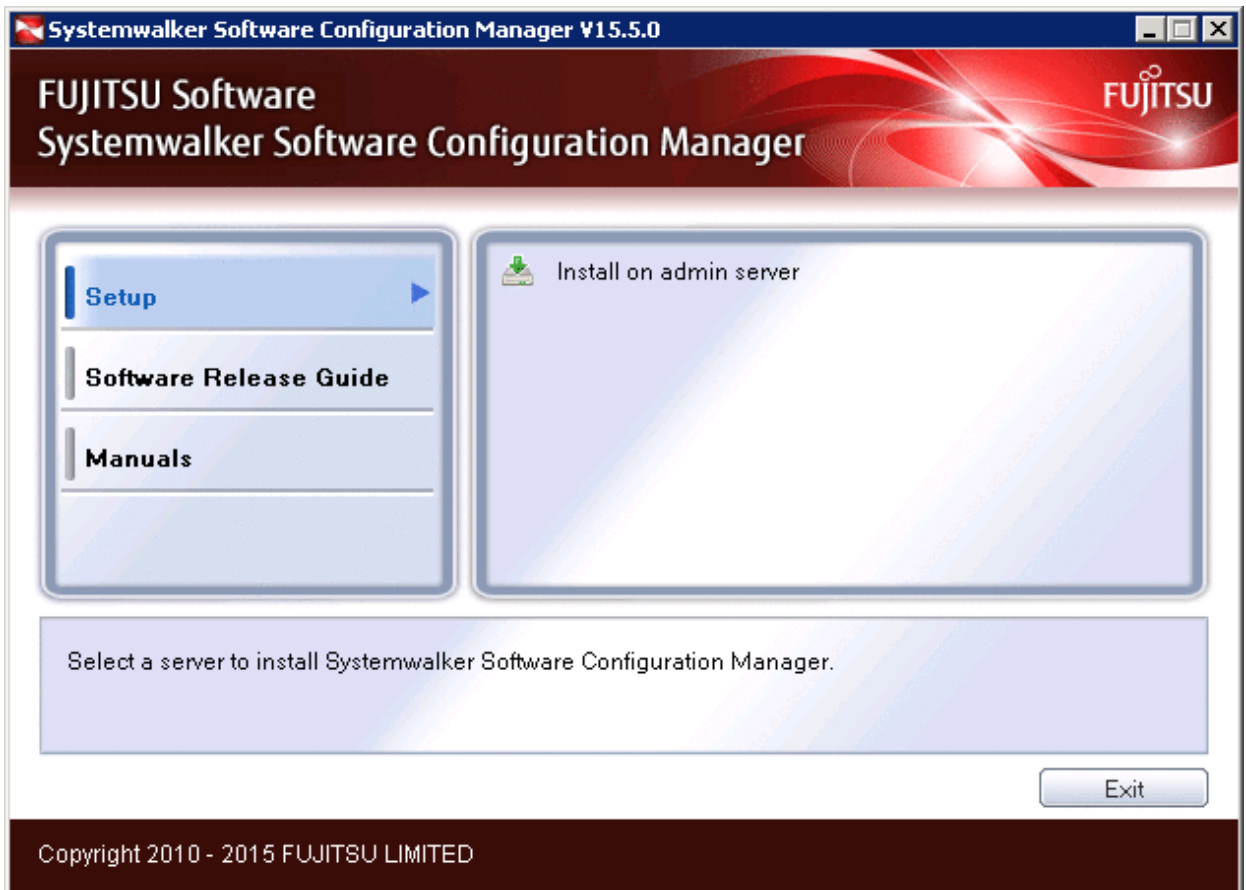 Systemwalker Software Configuration Manager V15.5.0
FUJITSU Software
Systemwalker Software Configuration Manager
FUJITSU
Setup
Software Release Guide
Manuals
Install on admin server
Select a server to install Systemwalker Software Configuration Manager.
Exit
Copyright 2010 - 2015 FUJITSU LIMITED